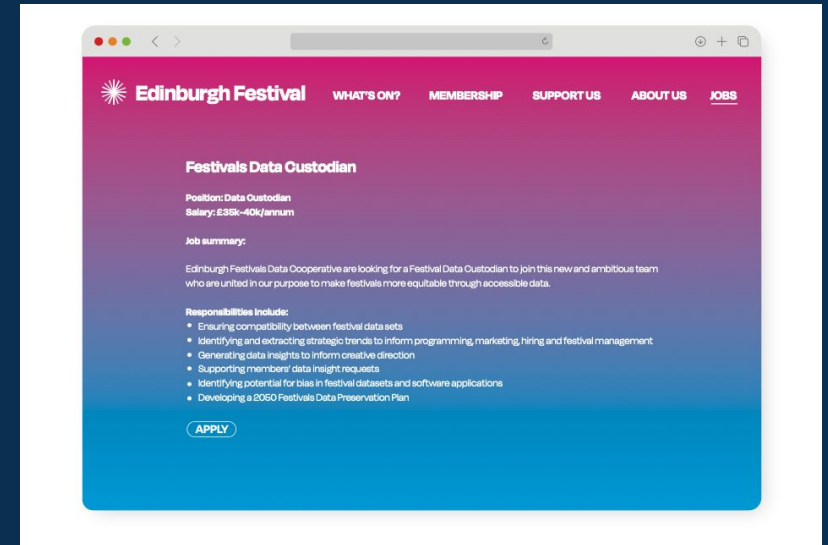 Edinburgh Festival
WHAT'S ON?
MEMBERSHIP
SUPPORT US
ABOUT US
JOBS
Festivals Data Custodian
Position: Data Custodian
Salary: £35k-40k/annum
Job summary:
Edinburgh Festivals Data Cooperative are looking for a Festival Data Custodian to join this new and ambitious team
who are united in our purpose to make festivals more equitable through accessible data.
Responsibilities include:
• Ensuring compatibility between festival data sets
• Identifying and extracting strategic trends to inform programming, marketing, hiring and festival management
• Generating data insights to inform creative direction
• Supporting members' data insight requests
• Identifying potential for bias in festival datasets and software applications
• Developing a 2050 Festivals Data Preservation Plan
APPLY